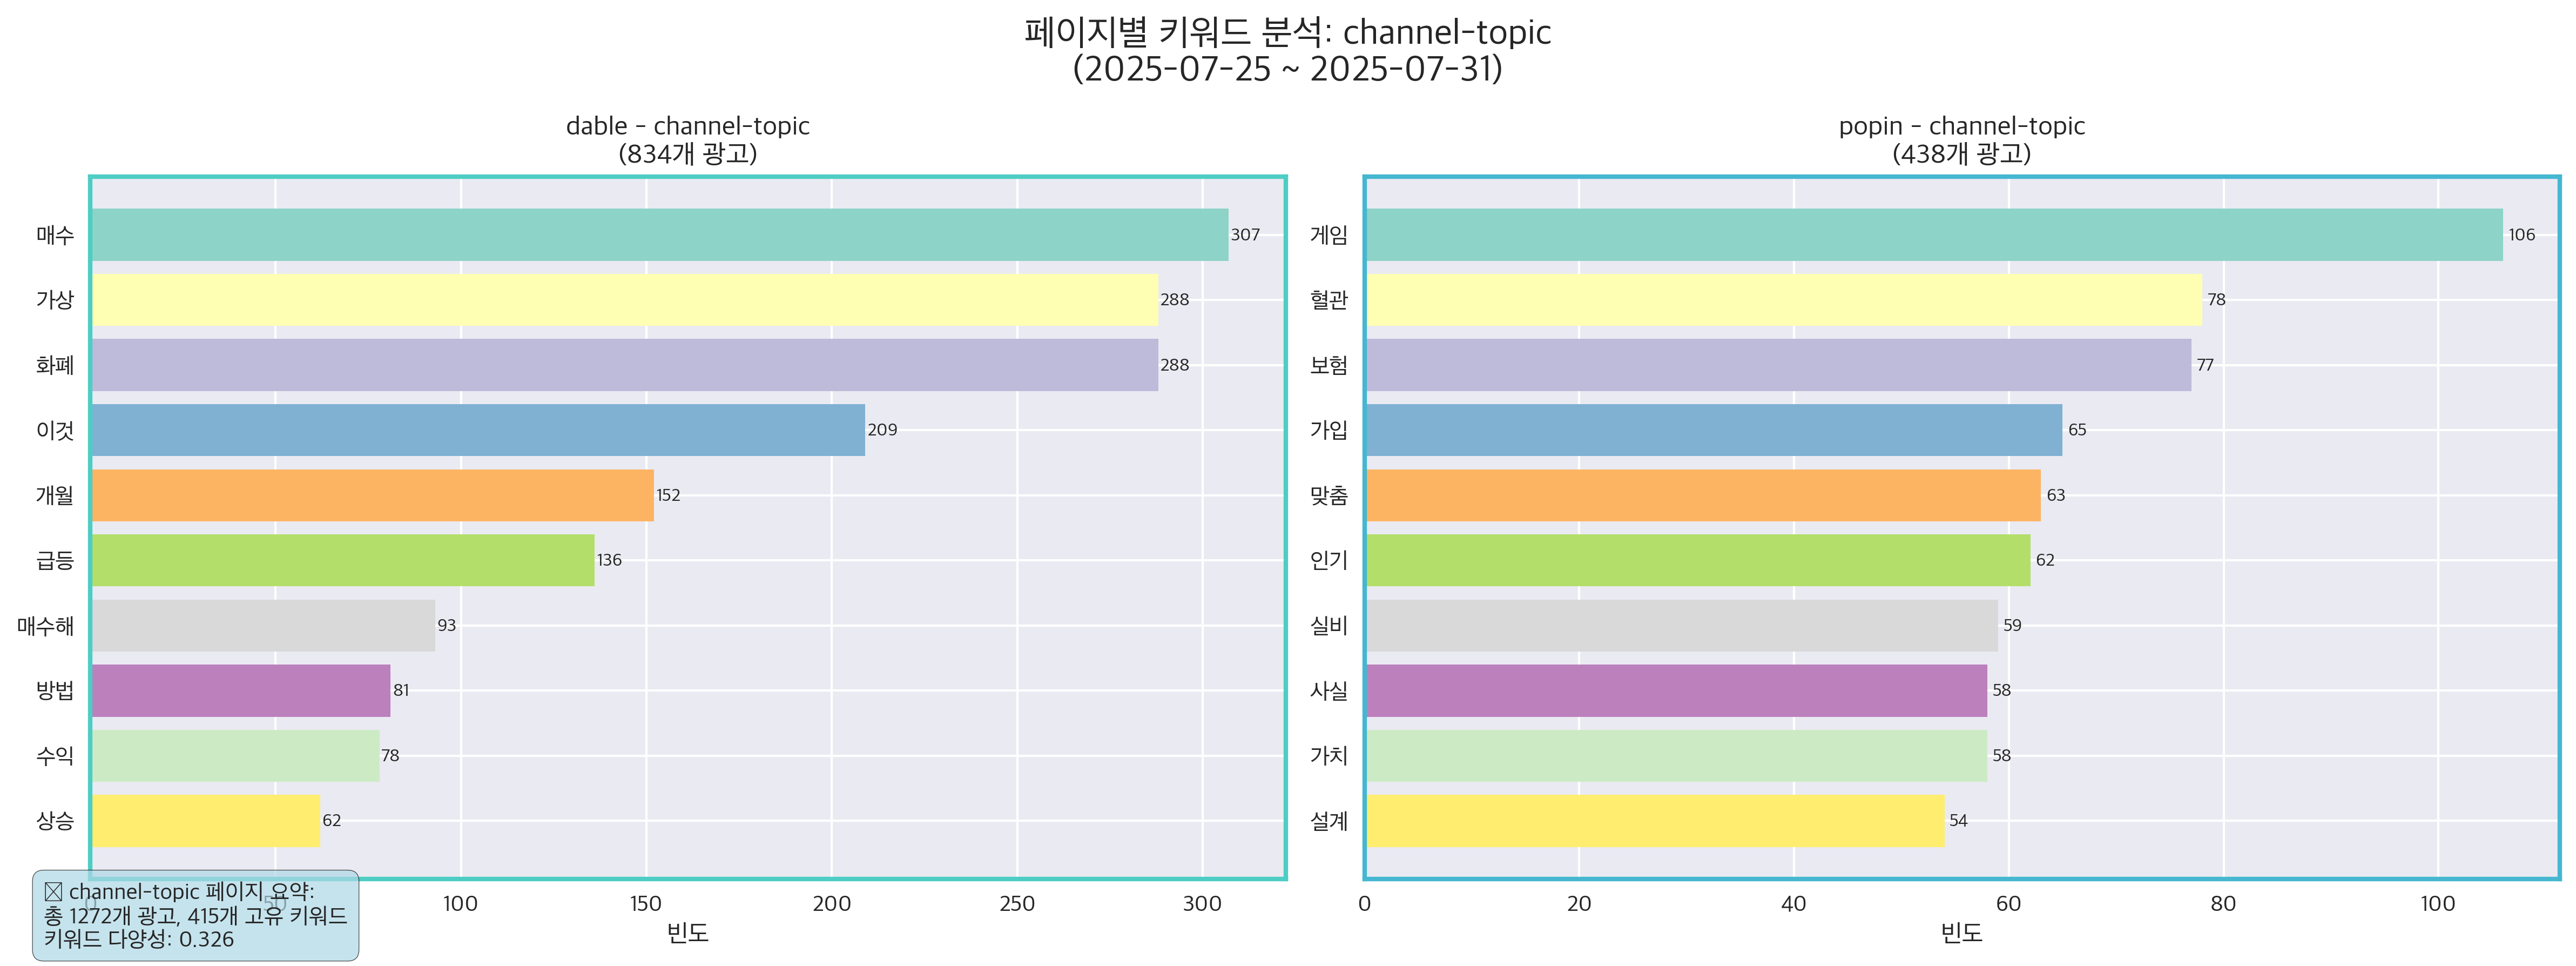 페이지별 키워드 분석: channel-topic
(2025-07-25 ~ 2025-07-31)
dable - channel-topic
(834개 광고)
매수
307
가상
288
화폐
288
이것
209
개월
152
급등
136
매수해
93
방법
81
수익
78
상승
62
0
50
100
150
200
250
300
빈도
popin - channel-topic
(438개 광고)
게임
106
혈관
78
보험
77
가입
65
맞춤
63
인기
62
실비
59
사실
58
가치
58
설계
54
0
20
40
60
80
100
빈도
channel-topic 페이지 요약:
총 1272개 광고, 415개 고유 키워드
키워드 다양성: 0.326